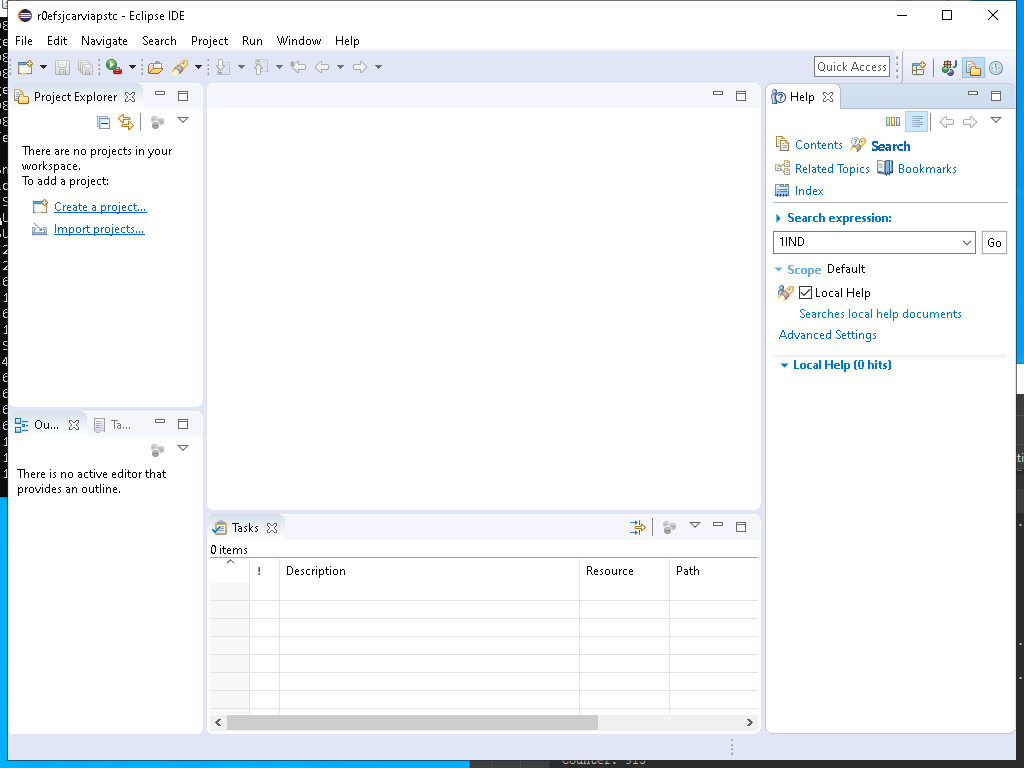 r0efsjcarviapstc - Eclipse IDE
File Edit Navigate Search Project Run Window Help
Quick Access
Project Explorer
There are no projects in your
workspace.
To add a project:
Create a project...
Import projects...
Ou... Ta...
There is no active editor that
provides an outline.
Tasks
0 items
! Description Resource Path
Help
Contents Search
Related Topics Bookmarks
Index
Search expression:
1IND Go
Scope Default
Local Help
Searches local help documents
Advanced Settings
Local Help (0 hits)